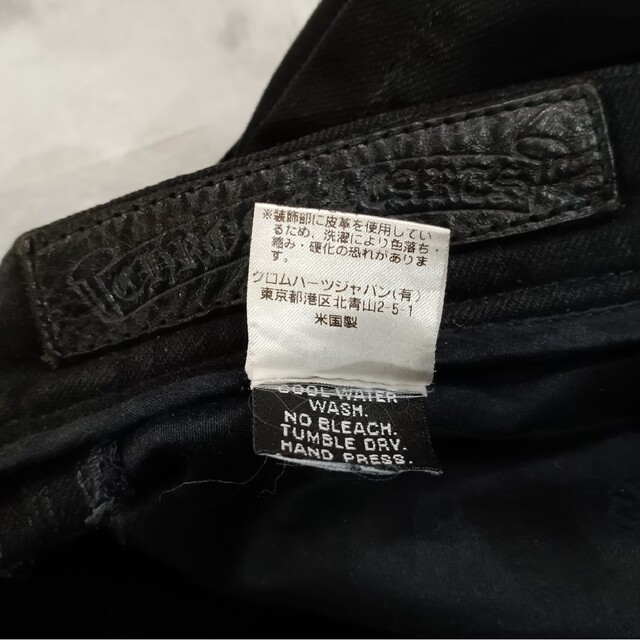 ※装飾部に皮革を使用してい
るため、洗濯により色落ち・
縮み・硬化の恐れがありま
す。
クロムハーツジャパン(有)
東京都港区北青山2-5-1
米国製
COOL WATER
WASH.
NO BLEACH.
TUMBLE DRY.
HAND PRESS.